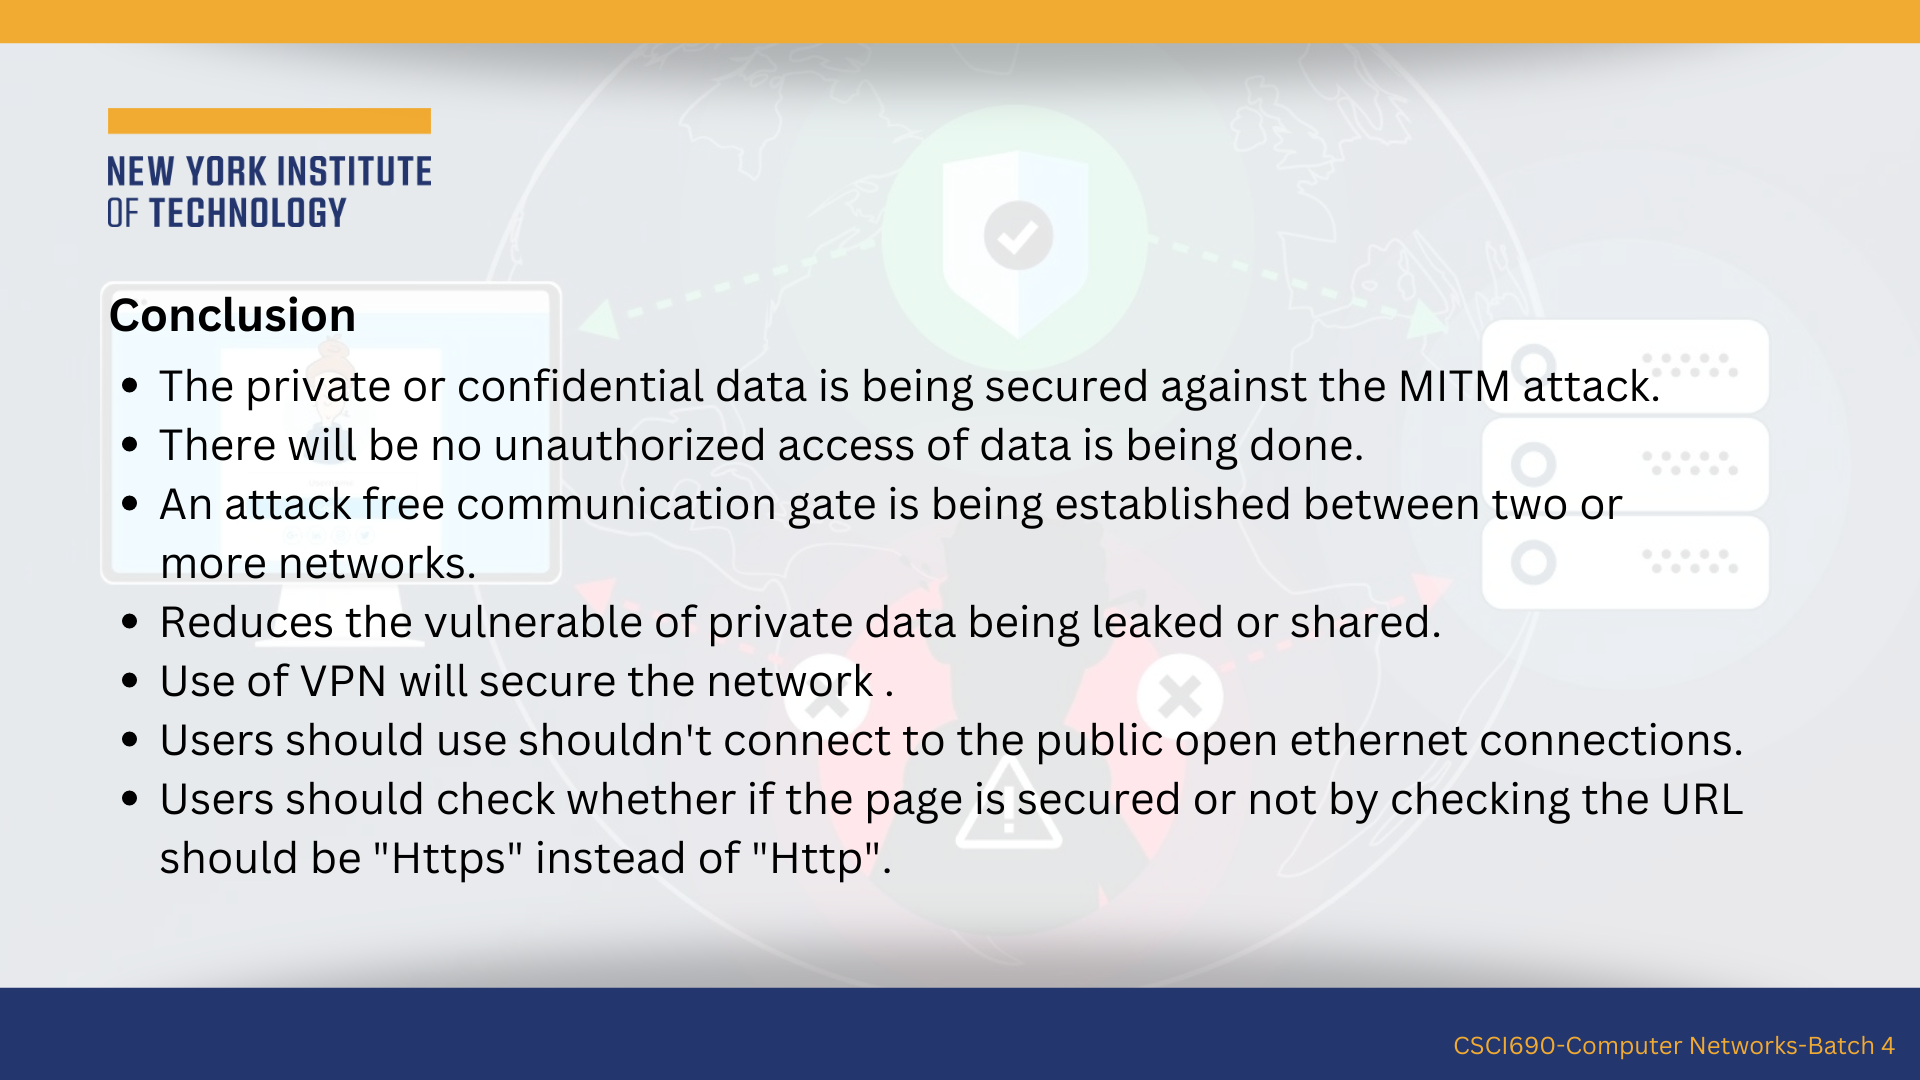 NEW YORK INSTITUTE
OF TECHNOLOGY
Conclusion
• The private or confidential data is being secured against the MITM attack.
• There will be no unauthorized access of data is being done.
• An attack free communication gate is being established between two or
more networks.
• Reduces the vulnerable of private data being leaked or shared.
• Use of VPN will secure the network .
• Users should use shouldn't connect to the public open ethernet connections.
• Users should check whether if the page is secured or not by checking the URL
should be "Https" instead of "Http".
CSCI690-Computer Networks-Batch 4